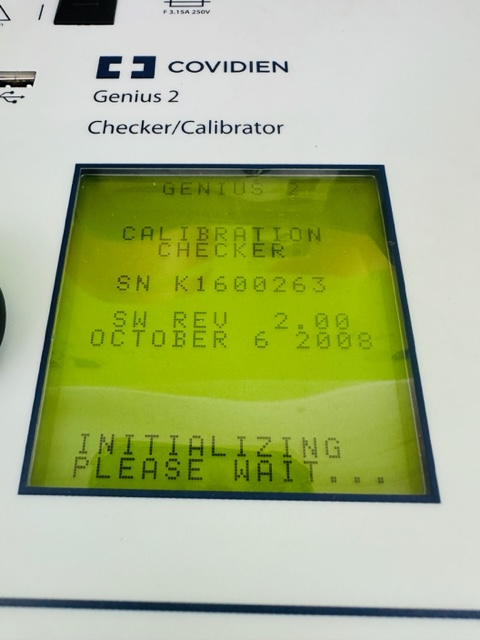 /
F 3.15A 250V
COVIDIEN
Genius 2
Checker/Calibrator
GENIUS 2
CALIBRATION
CHECKER
SN K1600263
SW REV 2.00
OCTOBER 6 2008
INITIALIZING
PLEASE WAIT...